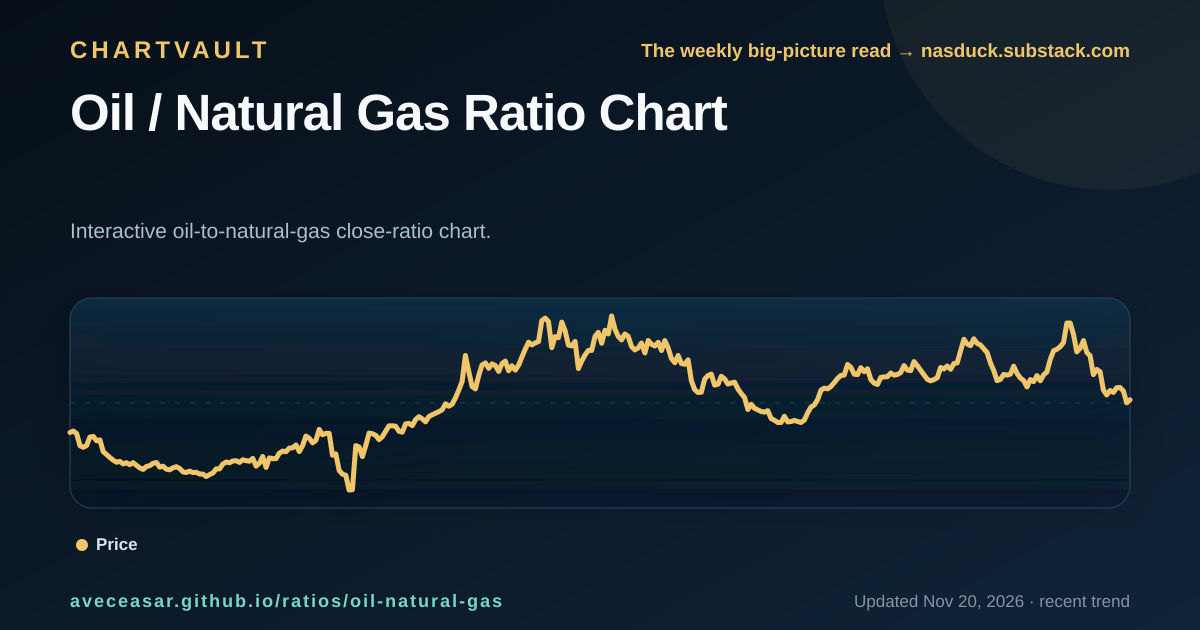 CHARTVAULT
The weekly big-picture read → nasduck.substack.com
Oil / Natural Gas Ratio Chart
Interactive oil-to-natural-gas close-ratio chart.
Price
aveceasar.github.io/ratios/oil-natural-gas
Updated Nov 20, 2026 · recent trend